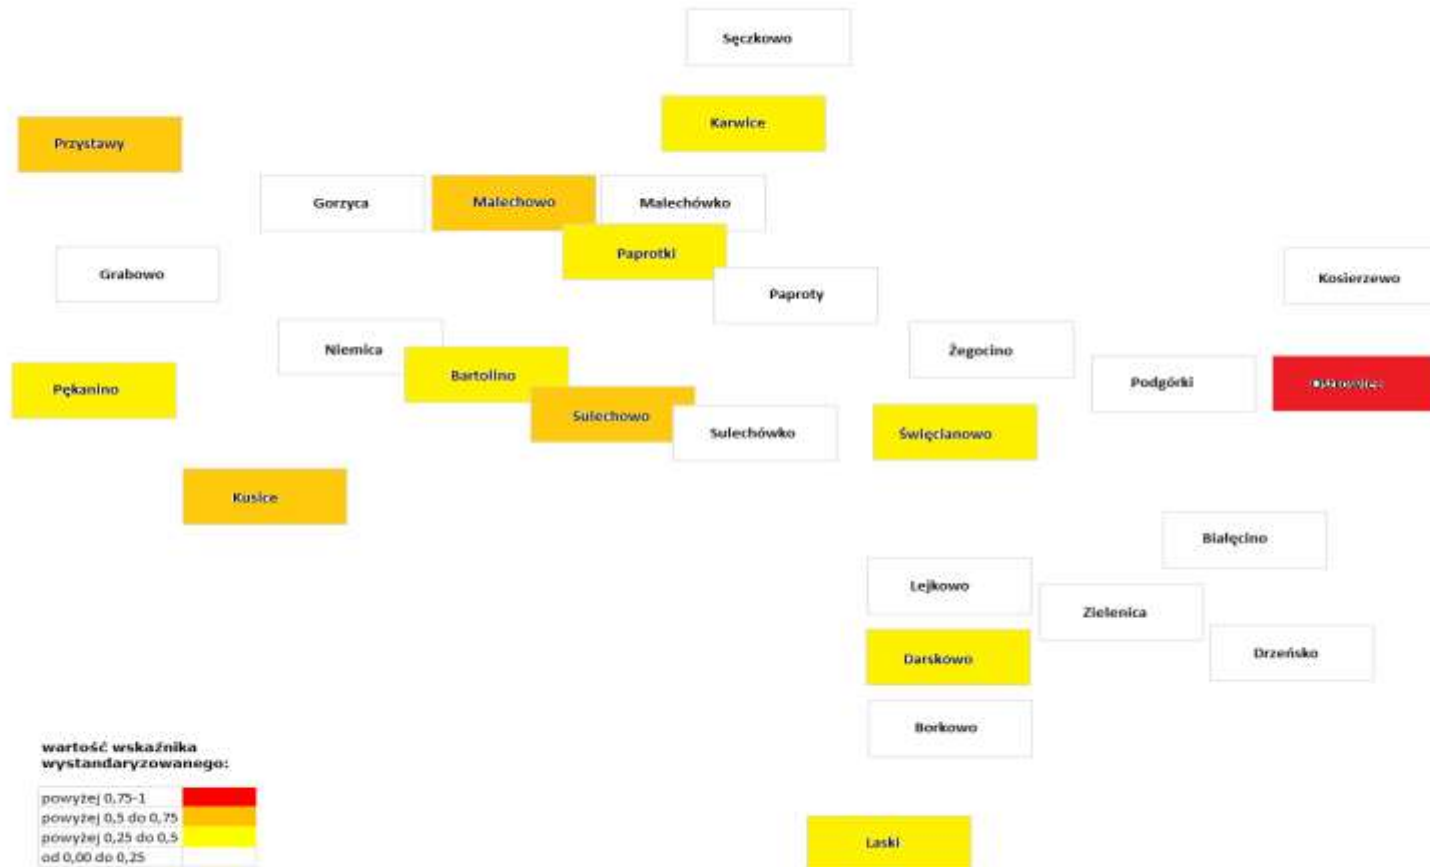 Sęczkowo
Karwice
Przystawy
Gorzyca
Malechowo
Malechówko
Paprotki
Grabowo
Kosierzewo
Paproty
Niemica
Żegocino
Bartolino
Podgórki
Pękanino
Sulechowo
Sulechówko
Święcianowo
Kusice
Białęcino
Lejkowo
Zielenica
Darskowo
Drzeńsko
Borkowo
wartość wskaźnika
wystandaryzowanego:
powyżej 0,75-1
powyżej 0,5 do 0,75
powyżej 0,25 do 0,5
od 0,00 do 0,25
Laski